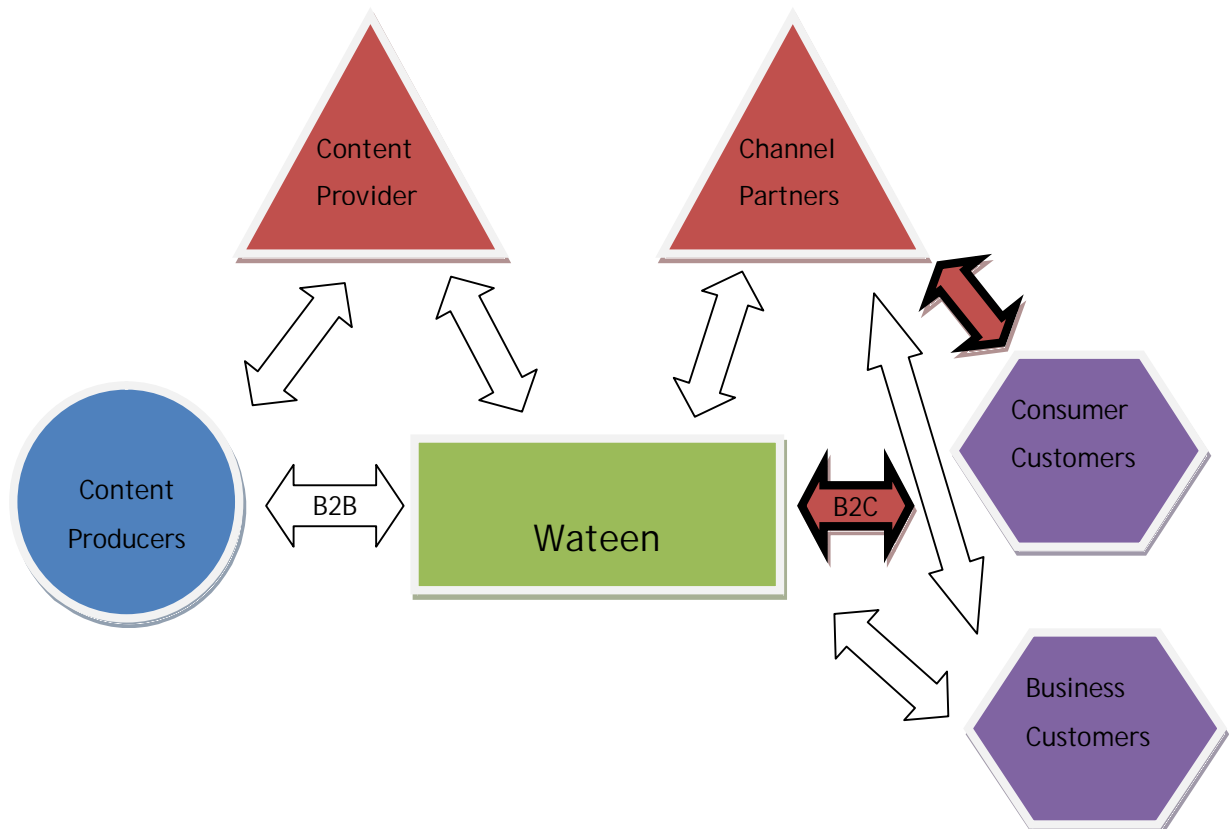 Content
Provider
Channel
Partners
Consumer
Customers
Content
Producers
B2B
Wateen
B2C
Business
Customers